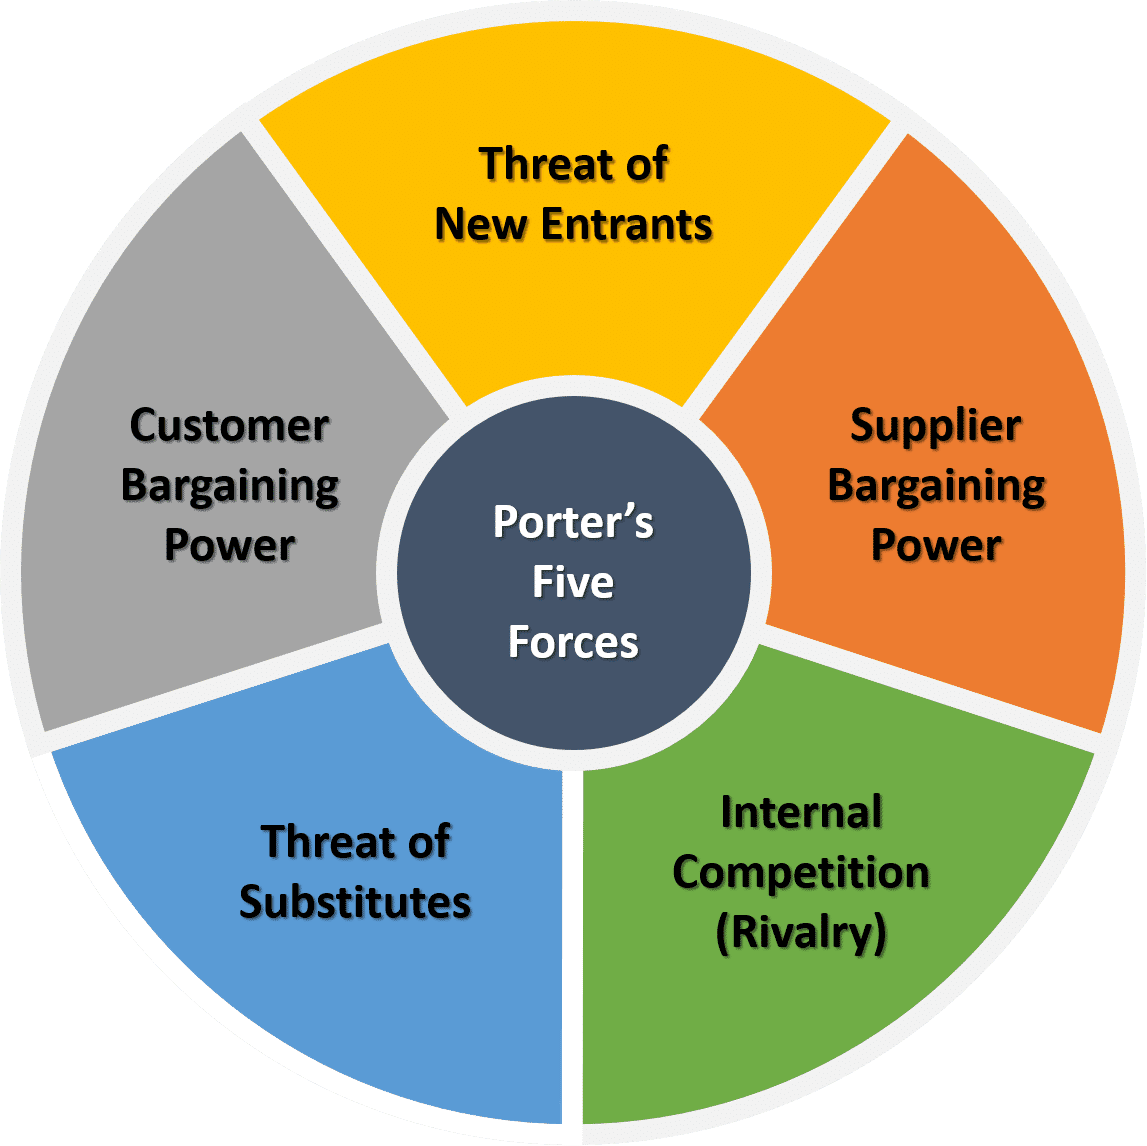 Threat of
New Entrants
Customer
Bargaining
Power
Supplier
Bargaining
Power
Porter’s
Five
Forces
Threat of
Substitutes
Internal
Competition
(Rivalry)